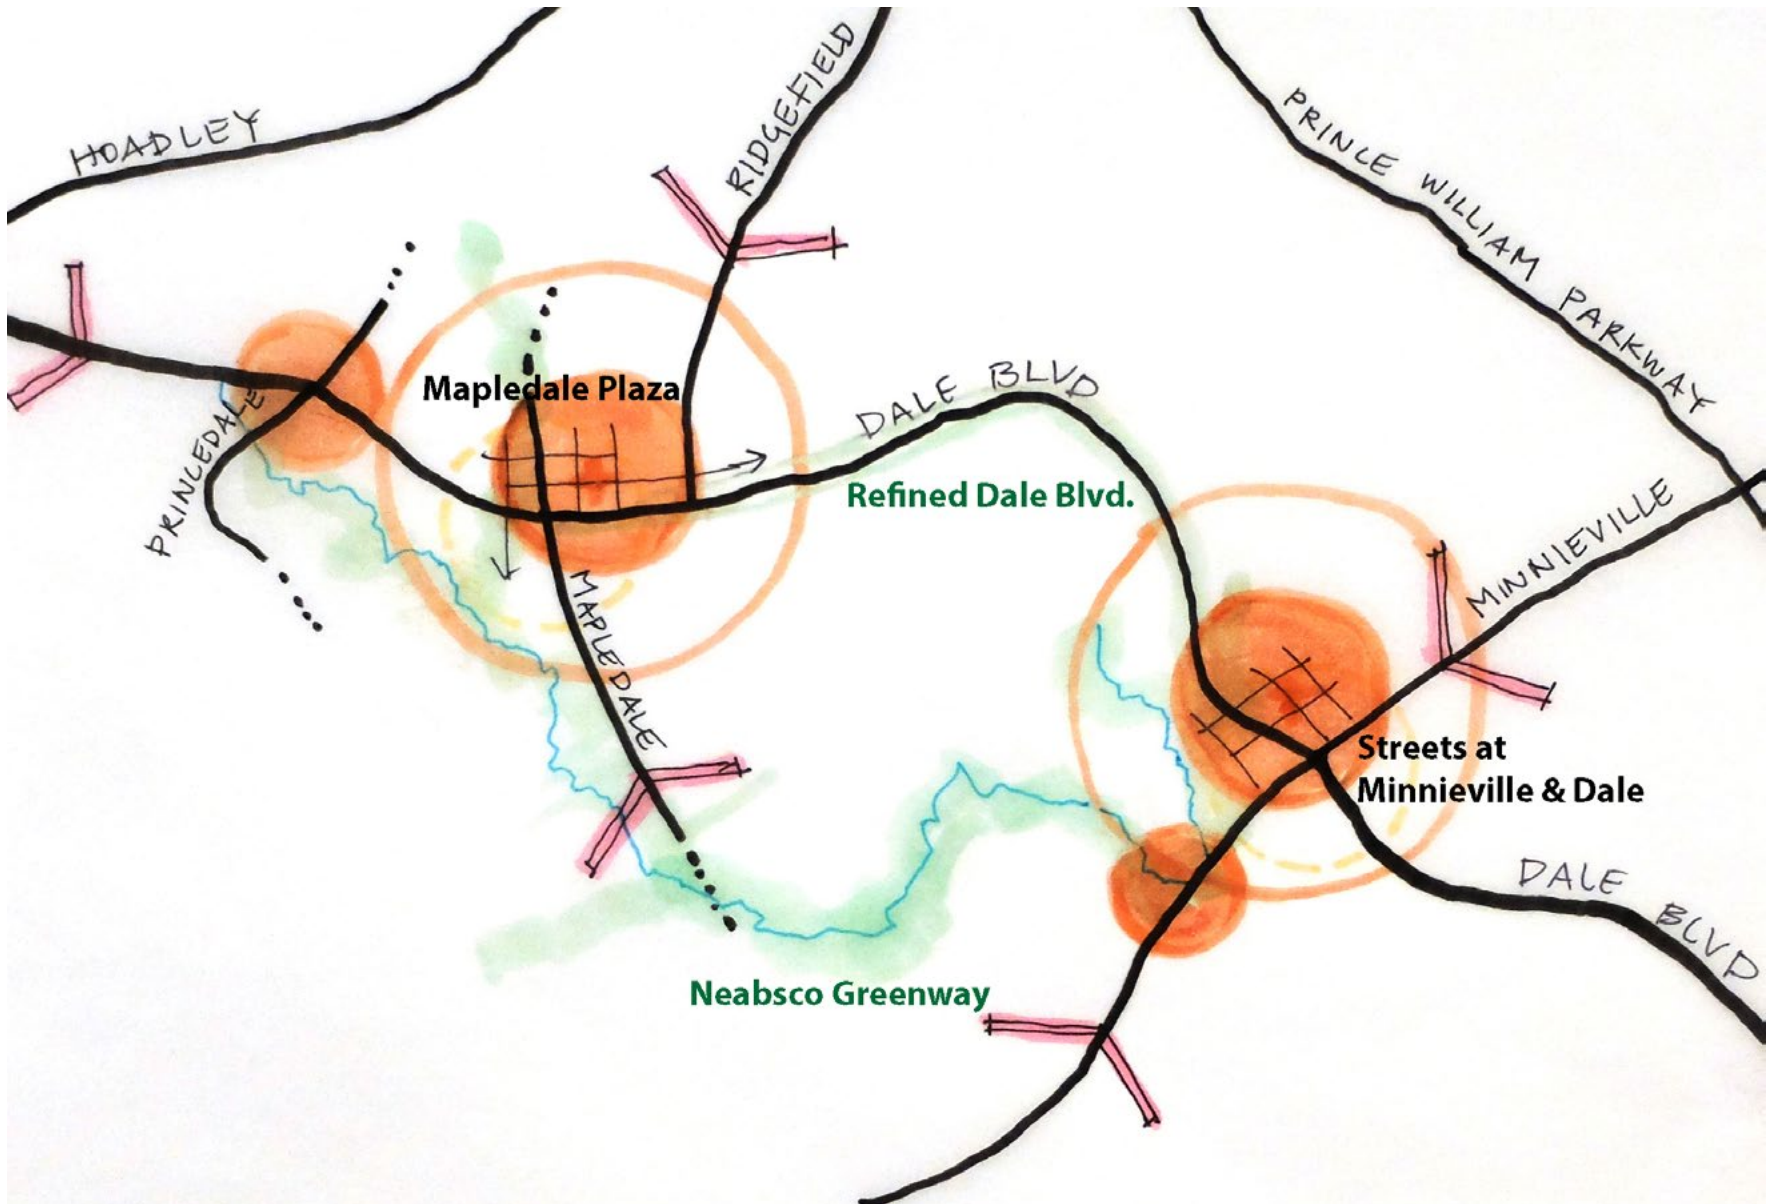 HOADLEY
RIDGEFIELD
PRINCE WILLIAM PARKWAY
PRINCEDALE
Mapledale Plaza
DALE BLVD
Refined Dale Blvd.
MINNIEVILLE
MAPLEDALE
Streets at
Minnieville & Dale
DALE BLVD
Neabsco Greenway